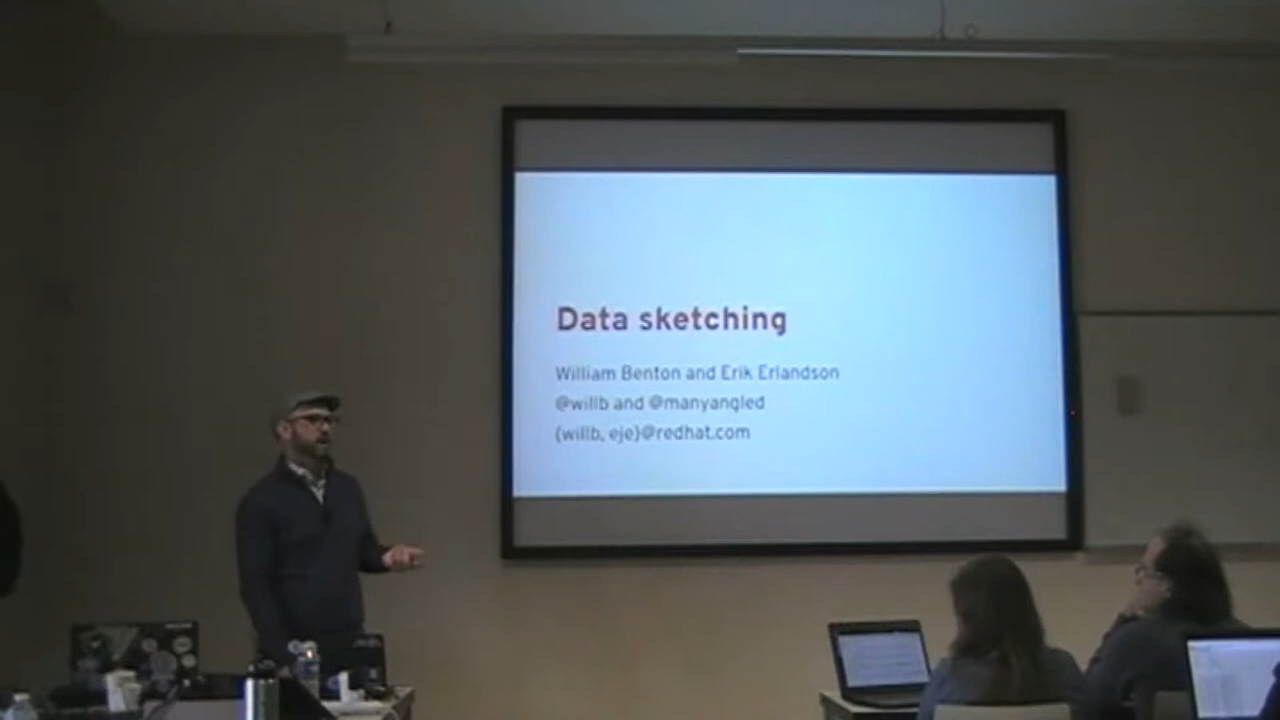 Data sketching
William Benton and Erik Erlandson
@willb and @manyangled
{willb, eje}@redhat.com